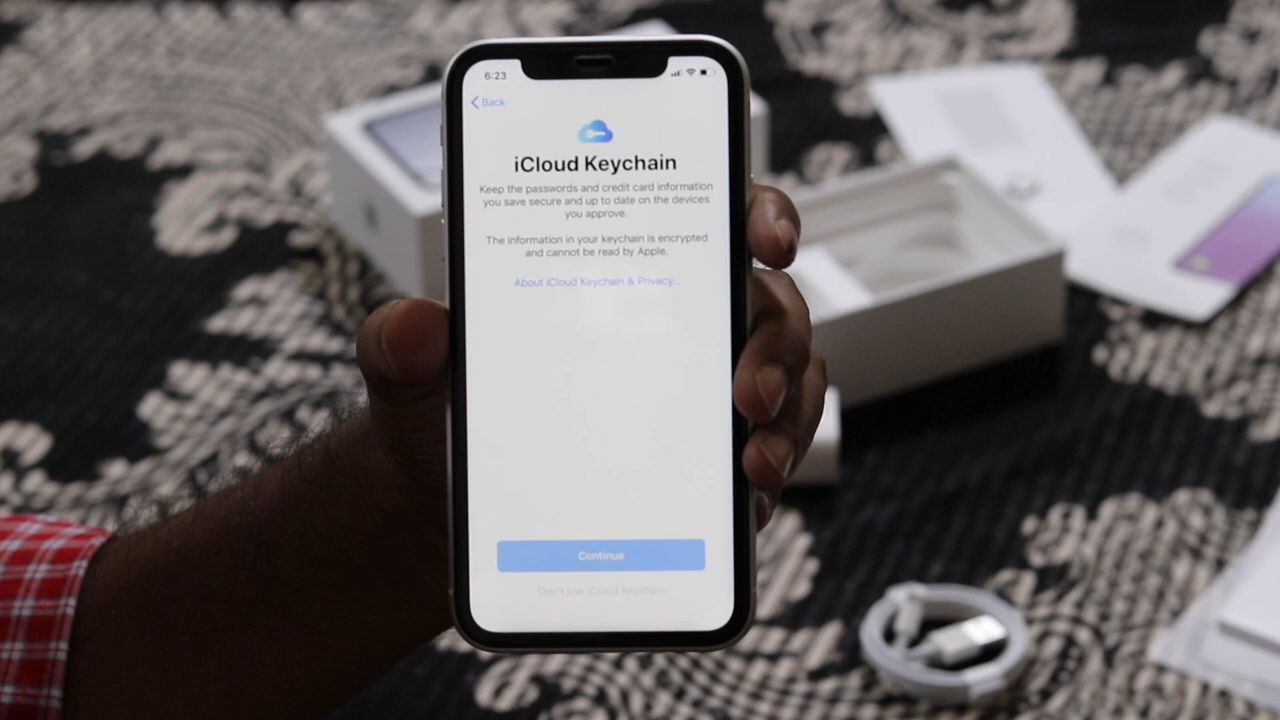 6:23
Back
iCloud Keychain
Keep the passwords and credit card information
you save secure and up to date on the devices
you approve.
The information in your keychain is encrypted
and cannot be read by Apple.
About iCloud Keychain & Privacy...
Continue
Don't use iCloud Keychain